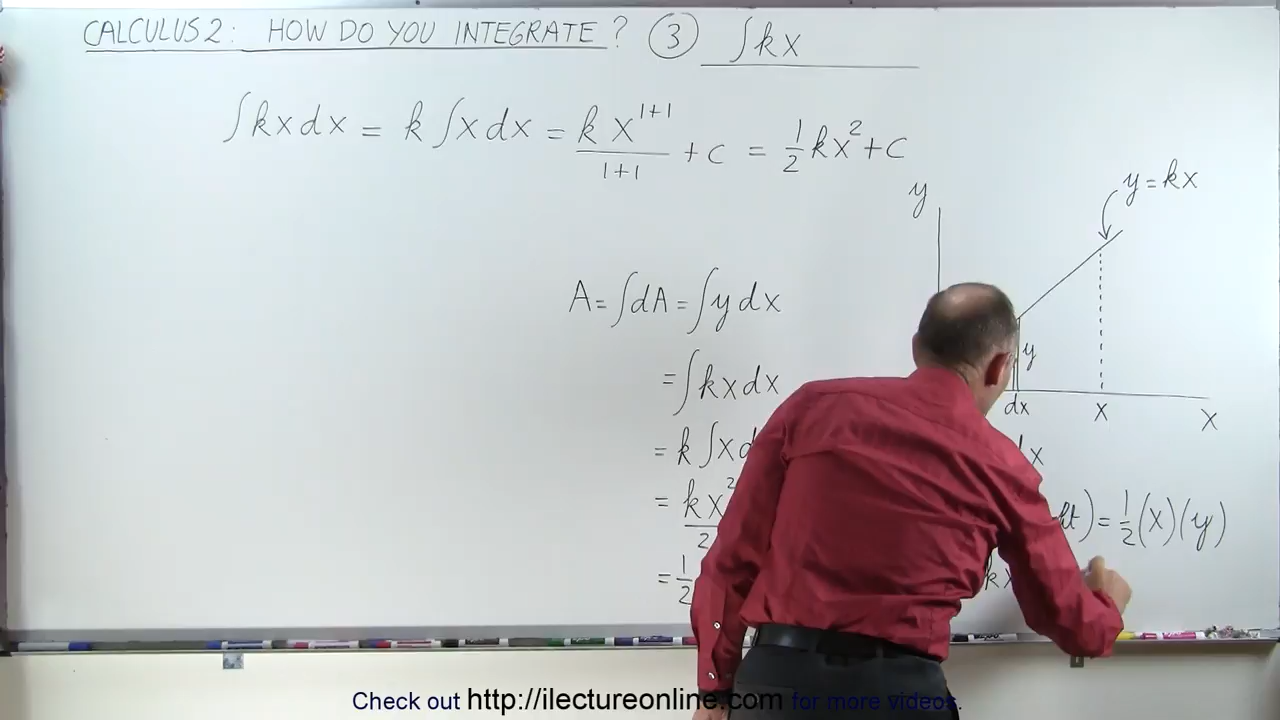 CALCULUS 2: HOW DO YOU INTEGRATE? ③ ∫kx
∫kx dx = k ∫x dx = k x^(1+1) / (1+1) + C = 1/2 kx² + C
y
y = kx
A = ∫dA = ∫y dx
y
= ∫kx dx
dx x x
= k ∫x
= kx² / 2
= 1/2
x
) = 1/2 (x)(y)
k
Check out http://ilectureonline.com for more videos.